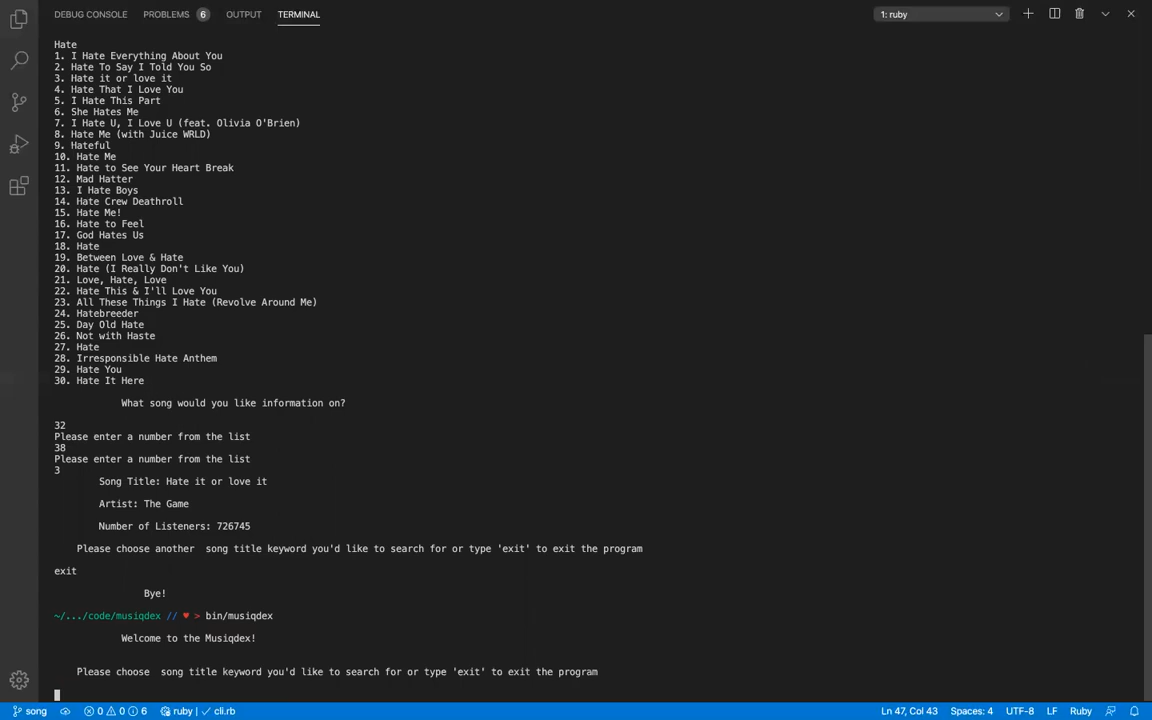 DEBUG CONSOLE PROBLEMS 6 OUTPUT TERMINAL 1: ruby
Hate
1. I Hate Everything About You
2. Hate To Say I Told You So
3. Hate it or love it
4. Hate That I Love You
5. I Hate This Part
6. She Hates Me
7. I Hate U, I Love U (feat. Olivia O'Brien)
8. Hate Me (with Juice WRLD)
9. Hateful
10. Hate Me
11. Hate to See Your Heart Break
12. Mad Hatter
13. I Hate Boys
14. Hate Crew Deathroll
15. Hate Me!
16. Hate to Feel
17. God Hates Us
18. Hate
19. Between Love & Hate
20. Hate (I Really Don't Like You)
21. Love, Hate, Love
22. Hate This & I'll Love You
23. All These Things I Hate (Revolve Around Me)
24. Hatebreeder
25. Day Old Hate
26. Not with Haste
27. Hate
28. Irresponsible Hate Anthem
29. Hate You
30. Hate It Here
What song would you like information on?
32
Please enter a number from the list
38
Please enter a number from the list
3
Song Title: Hate it or love it
Artist: The Game
Number of Listeners: 726745
Please choose another  song title keyword you'd like to search for or type 'exit' to exit the program
exit
Bye!
~/.../code/musiqdex // ♥ > bin/musiqdex
Welcome to the Musiqdex!
Please choose  song title keyword you'd like to search for or type 'exit' to exit the program
song 0 0 6 ruby | ✓ cli.rb Ln 47, Col 43 Spaces: 4 UTF-8 LF Ruby